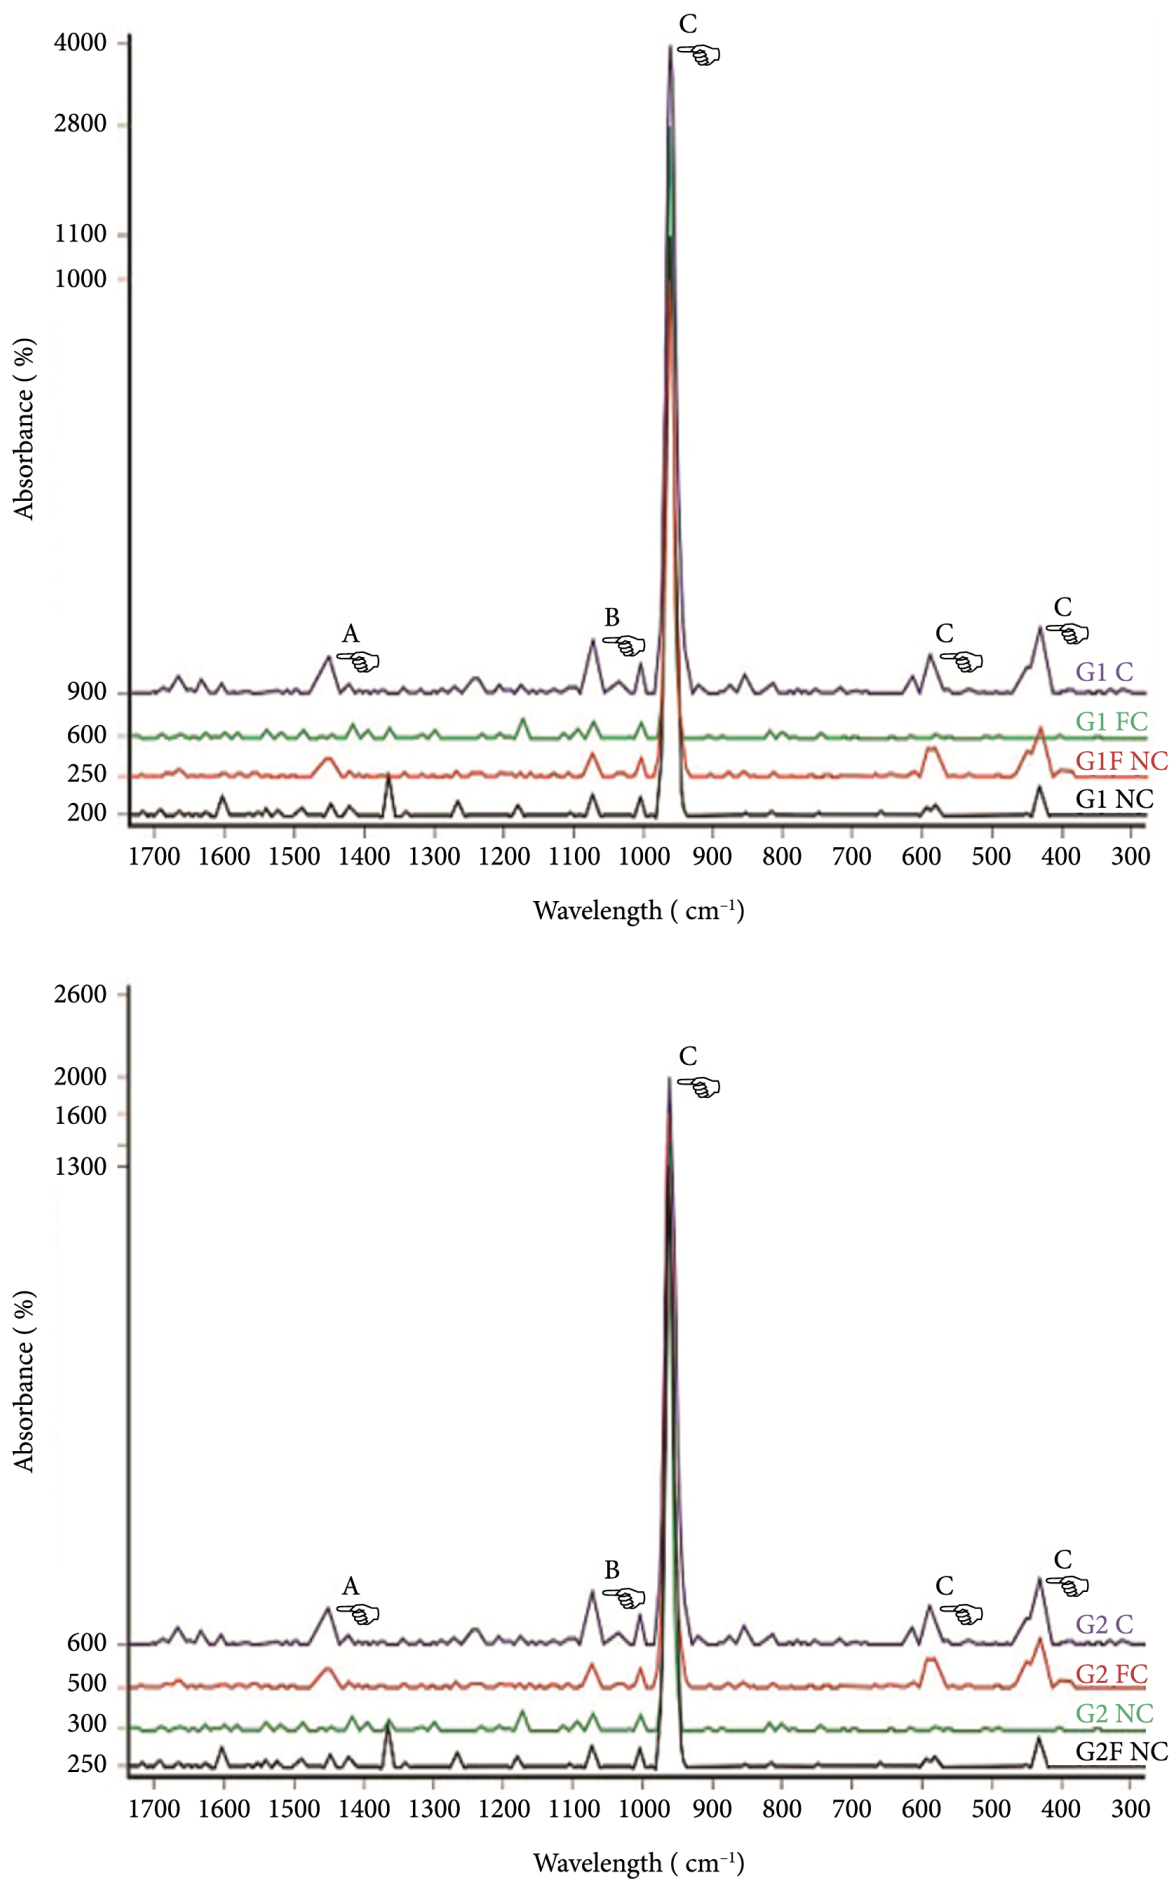 C
4000
2800
1100
1000
Absorbance ( %)
A
B
C
C
900
600
250
200
G1 C
G1 FC
G1F NC
G1 NC
1700 1600 1500 1400 1300 1200 1100 1000 900 800 700 600 500 400 300
Wavelength ( cm⁻¹)
2600
C
2000
1600
1300
Absorbance ( %)
A
B
C
C
600
500
300
250
G2 C
G2 FC
G2 NC
G2F NC
1700 1600 1500 1400 1300 1200 1100 1000 900 800 700 600 500 400 300
Wavelength ( cm⁻¹)